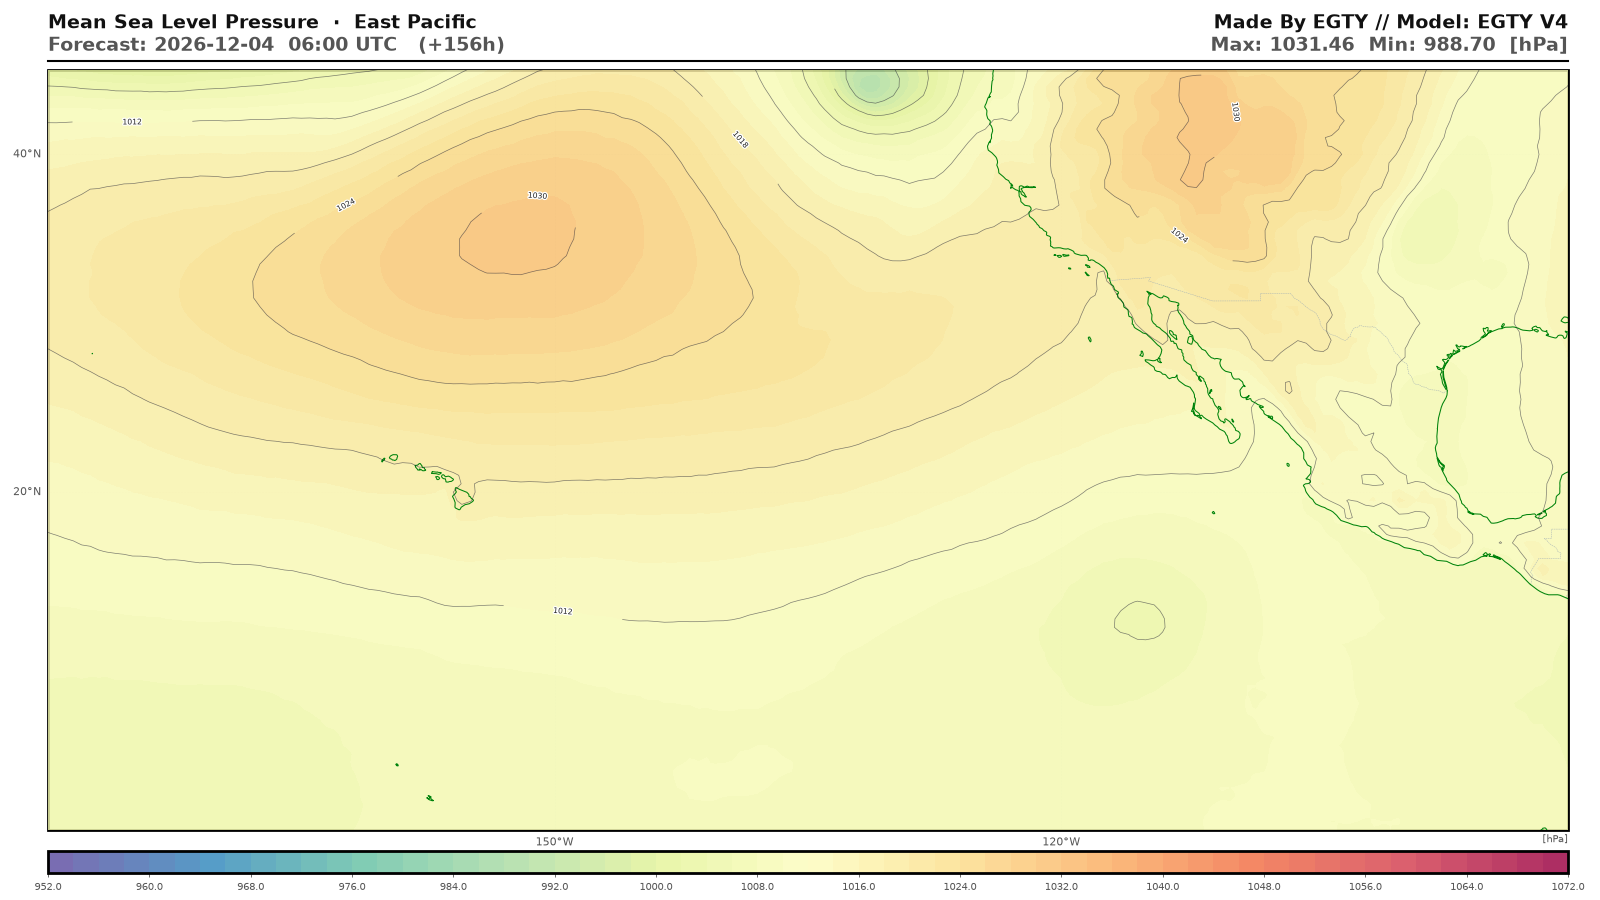 Mean Sea Level Pressure · East Pacific
Made By EGTY // Model: EGTY V4
Forecast: 2026-12-04 06:00 UTC (+156h)
Max: 1031.46 Min: 988.70 [hPa]
1030
1012
1018
40°N
1030
1024
1024
20°N
1012
150°W
120°W
[hPa]
952.0
960.0
968.0
976.0
984.0
992.0
1000.0
1008.0
1016.0
1024.0
1032.0
1040.0
1048.0
1056.0
1064.0
1072.0